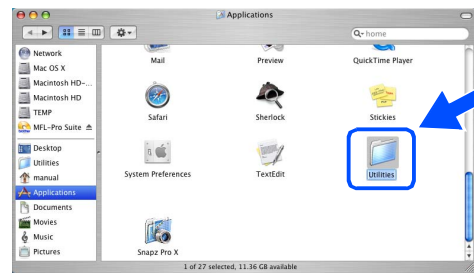 Applications
home
Network
Mac OS X
Macintosh HD-...
Macintosh HD
TEMP
MFL-Pro Suite
Desktop
Utilities
manual
Applications
Documents
Movies
Music
Pictures
Mail
Preview
QuickTime Player
Safari
Sherlock
Stickies
System Preferences
TextEdit
Utilities
Snapz Pro X
1 of 27 selected, 11.36 GB available